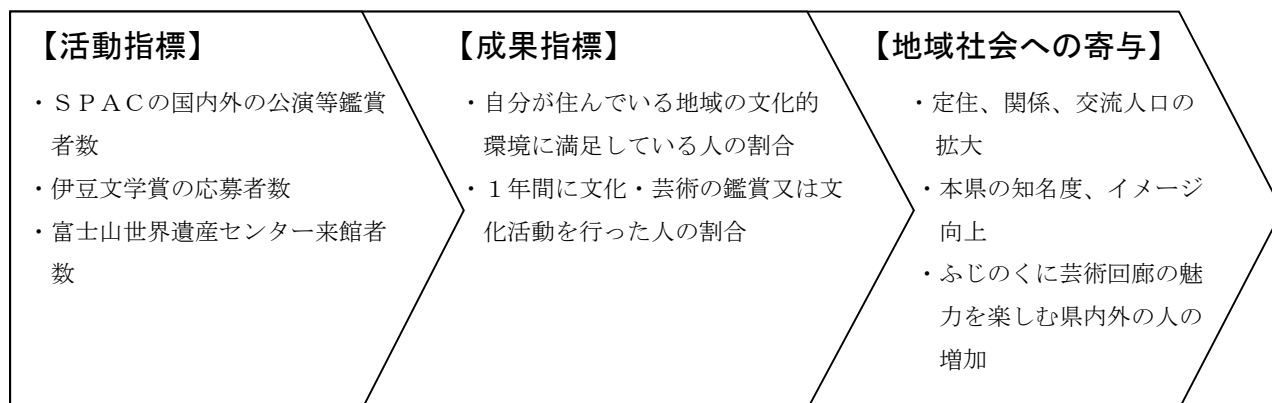 【活動指標】
・ＳＰＡＣの国内外の公演等鑑賞
者数
・伊豆文学賞の応募者数
・富士山世界遺産センター来館者
数
【成果指標】
・自分が住んでいる地域の文化的
環境に満足している人の割合
・１年間に文化・芸術の鑑賞又は文
化活動を行った人の割合
【地域社会への寄与】
・定住、関係、交流人口の
拡大
・本県の知名度、イメージ
向上
・ふじのくに芸術回廊の魅
力を楽しむ県内外の人の
増加